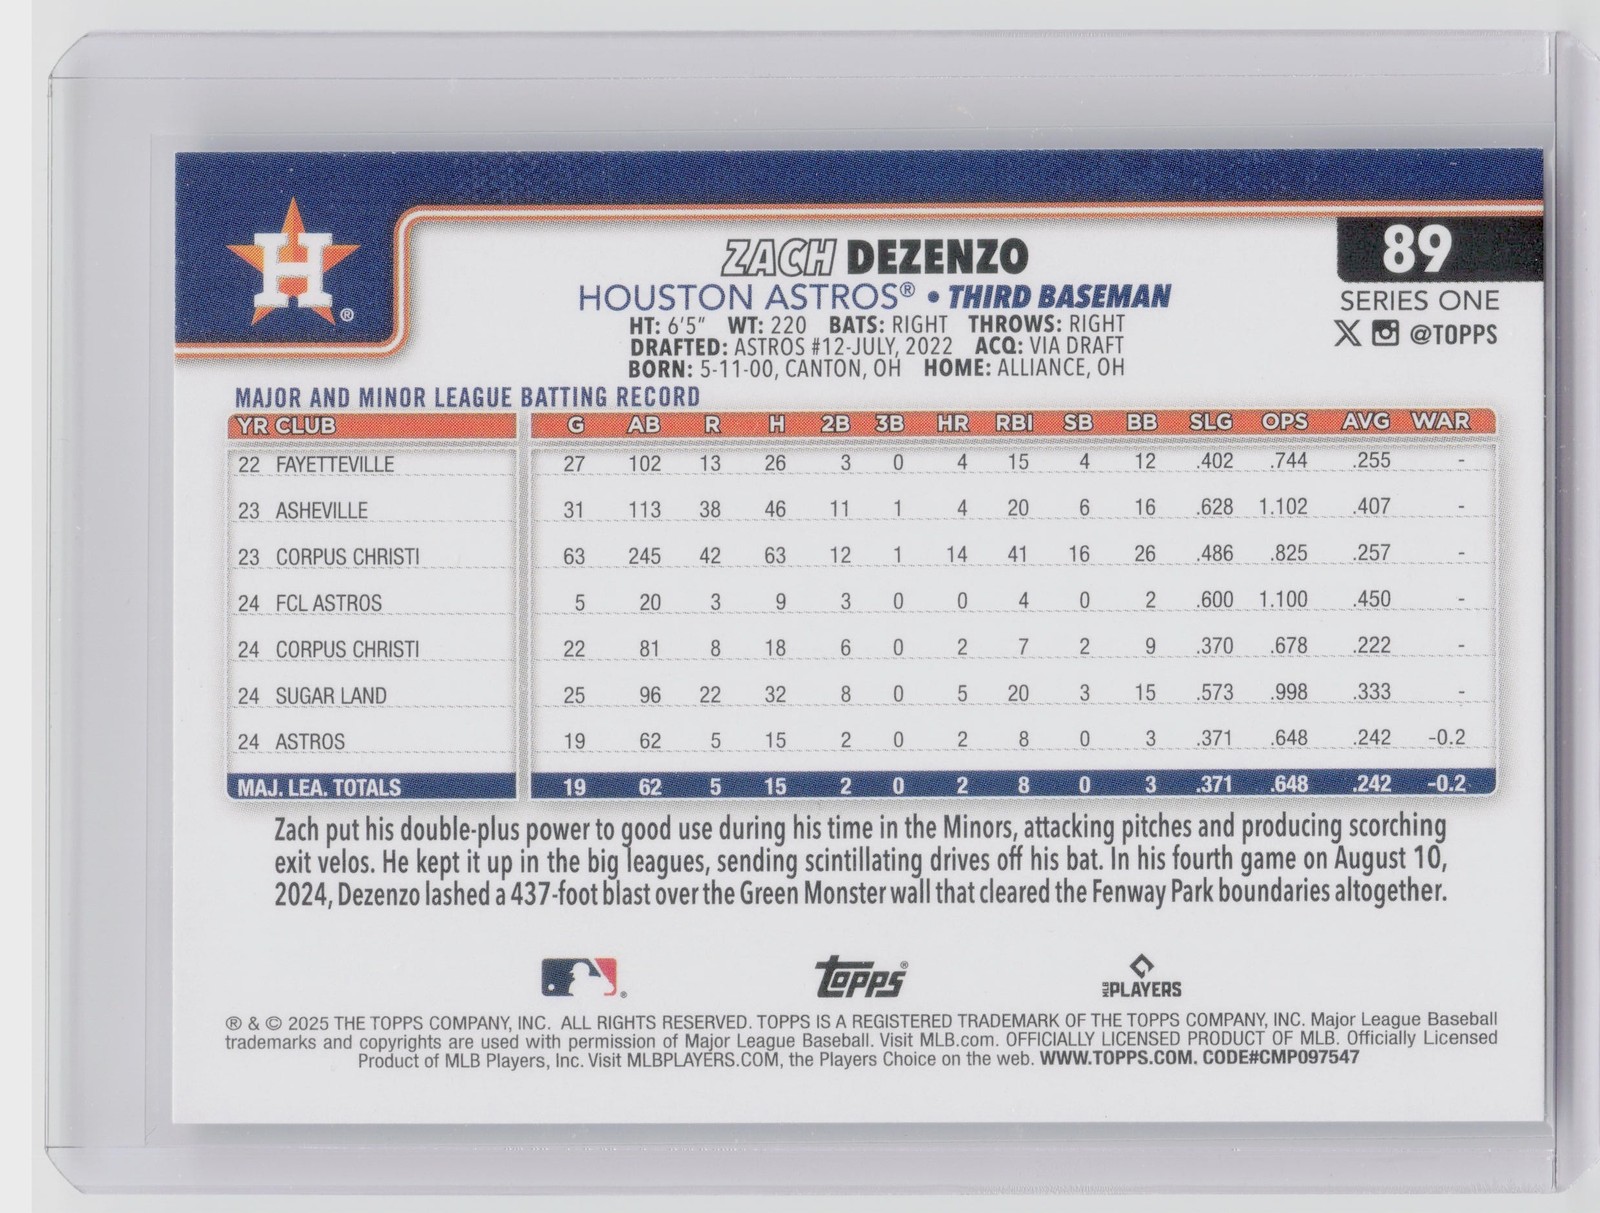 H ®
89
ZACH DEZENZO
HOUSTON ASTROS® • THIRD BASEMAN
SERIES ONE
@TOPPS
HT: 6'5" WT: 220 BATS: RIGHT THROWS: RIGHT
DRAFTED: ASTROS #12-JULY, 2022 ACQ: VIA DRAFT
BORN: 5-11-00, CANTON, OH HOME: ALLIANCE, OH
MAJOR AND MINOR LEAGUE BATTING RECORD
YR CLUB G AB R H 2B 3B HR RBI SB BB SLG OPS AVG WAR
22 FAYETTEVILLE 27 102 13 26 3 0 4 15 4 12 .402 .744 .255 -
23 ASHEVILLE 31 113 38 46 11 1 4 20 6 16 .628 1.102 .407 -
23 CORPUS CHRISTI 63 245 42 63 12 1 14 41 16 26 .486 .825 .257 -
24 FCL ASTROS 5 20 3 9 3 0 0 4 0 2 .600 1.100 .450 -
24 CORPUS CHRISTI 22 81 8 18 6 0 2 7 2 9 .370 .678 .222 -
24 SUGAR LAND 25 96 22 32 8 0 5 20 3 15 .573 .998 .333 -
24 ASTROS 19 62 5 15 2 0 2 8 0 3 .371 .648 .242 -0.2
MAJ. LEA. TOTALS 19 62 5 15 2 0 2 8 0 3 .371 .648 .242 -0.2
Zach put his double-plus power to good use during his time in the Minors, attacking pitches and producing scorching
exit velos. He kept it up in the big leagues, sending scintillating drives off his bat. In his fourth game on August 10,
2024, Dezenzo lashed a 437-foot blast over the Green Monster wall that cleared the Fenway Park boundaries altogether.
Topps® MLB PLAYERS
® & © 2025 THE TOPPS COMPANY, INC. ALL RIGHTS RESERVED. TOPPS IS A REGISTERED TRADEMARK OF THE TOPPS COMPANY, INC. Major League Baseball
trademarks and copyrights are used with permission of Major League Baseball. Visit MLB.com. OFFICIALLY LICENSED PRODUCT OF MLB. Officially Licensed
Product of MLB Players, Inc. Visit MLBPLAYERS.COM, the Players Choice on the web. WWW.TOPPS.COM. CODE#CMP097547